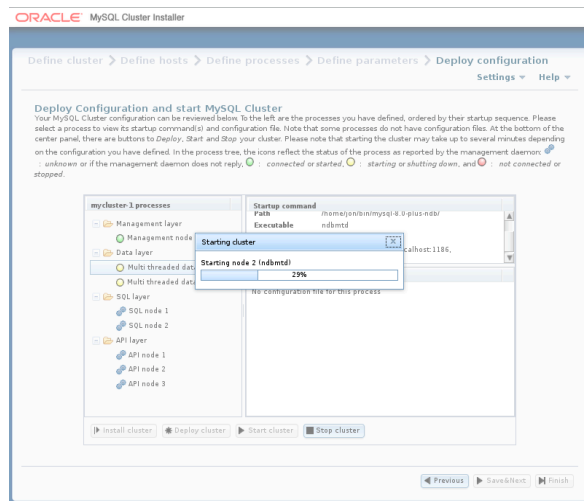 ORACLE® MySQL Cluster Installer
Define cluster > Define hosts > Define processes > Define parameters > Deploy configuration
Settings Help
Deploy Configuration and start MySQL Cluster
Your MySQL Cluster configuration can be reviewed below. To the left are the processes you have defined, ordered by their startup sequence. Please
select a process to view its startup command(s) and configuration file. Note that some processes do not have configuration files. At the bottom of the
center panel, there are buttons to Deploy, Start and Stop your cluster. Please note that starting the cluster may take up to several minutes depending
on the configuration you have defined. In the process tree, the icons reflect the status of the process as reported by the management daemon:
: unknown or if the management daemon does not reply, : connected or started, : starting or shutting down, and : not connected or
stopped.
mycluster-1 processes
Management layer
Management node
Data layer
Multi threaded dat
Multi threaded dat
SQL layer
SQL node 1
SQL node 2
API layer
API node 1
API node 2
API node 3
Startup command
Path /home/jon/bin/mysql-8.0-plus-ndb/
Executable ndbmtd
calhost:1186,
No configuration file for this process
Starting cluster X
Starting node 2 (ndbmtd)
29%
Install cluster Deploy cluster Start cluster Stop cluster
Previous Save&Next Finish